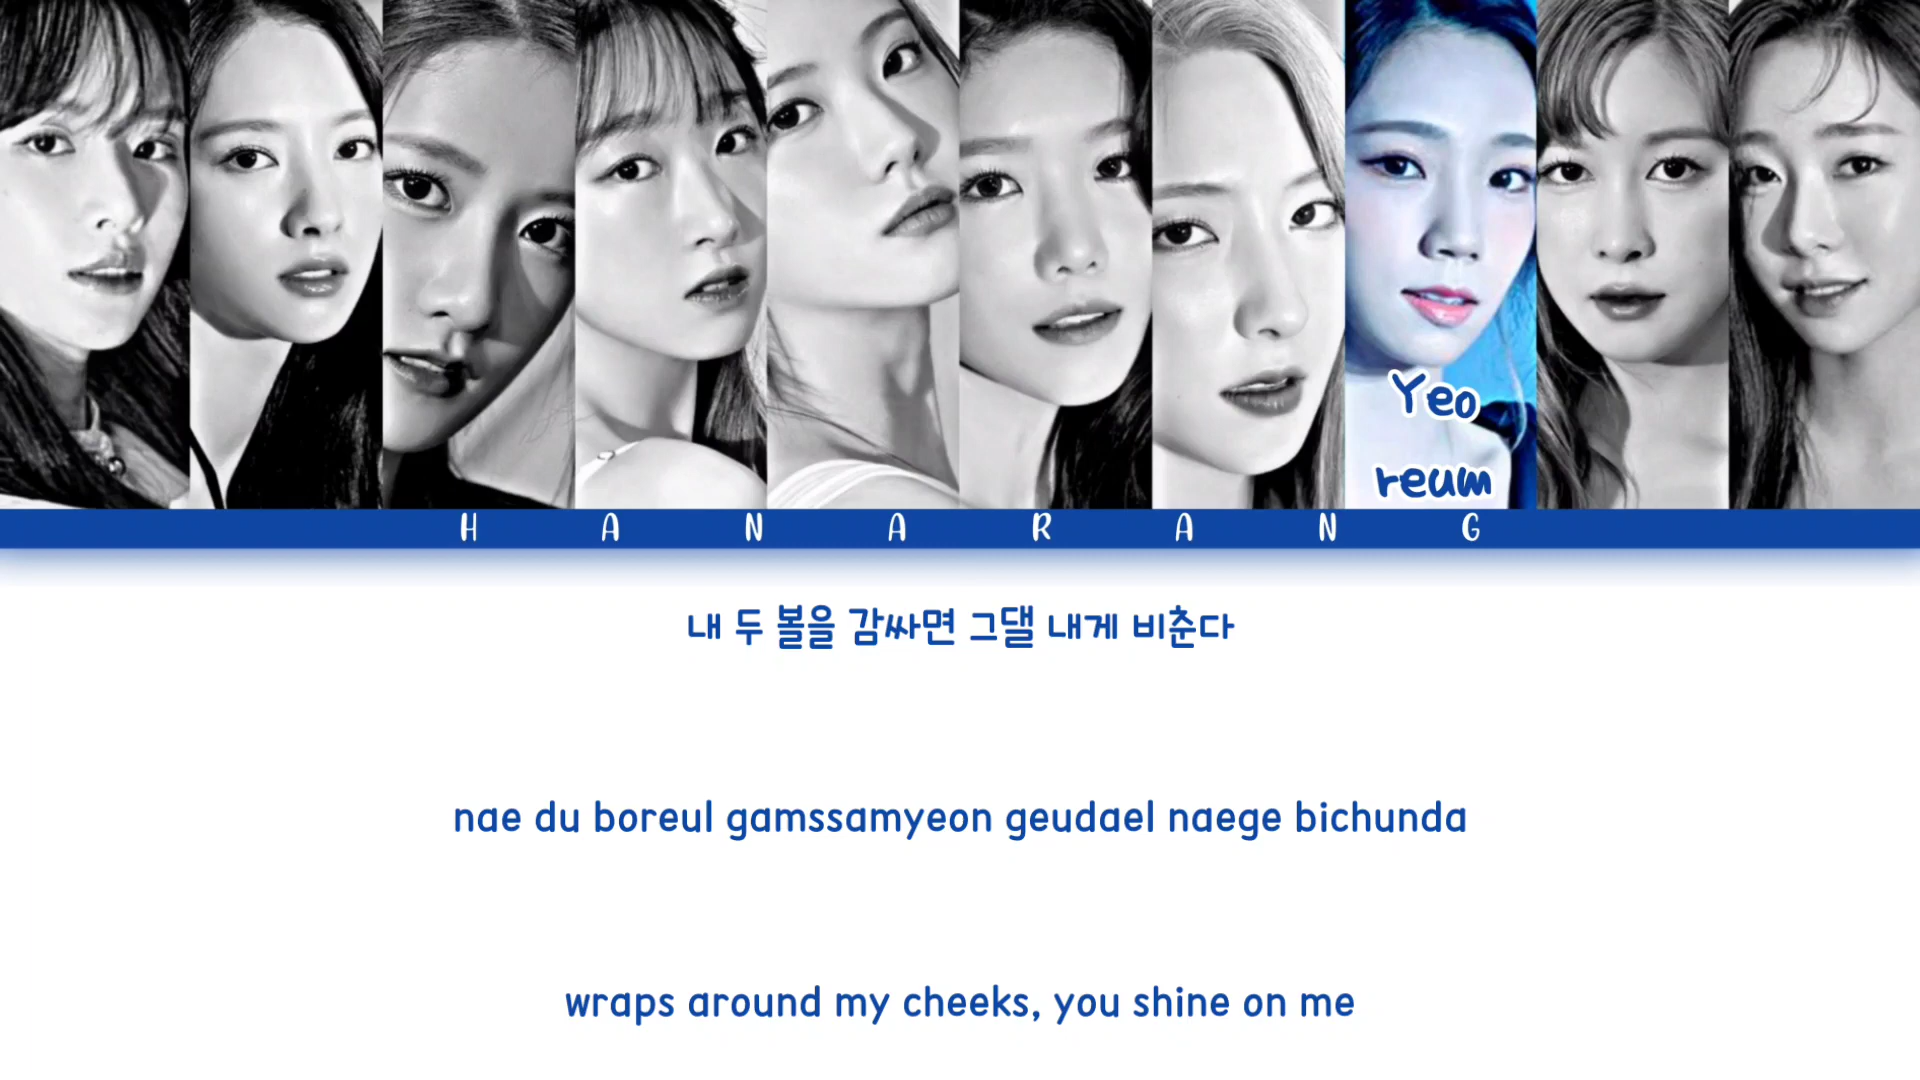 Yeo
reum
H A N A R A N G
내 두 볼을 감싸면 그댈 내게 비춘다
nae du boreul gamssamyeon geudael naege bichunda
wraps around my cheeks, you shine on me